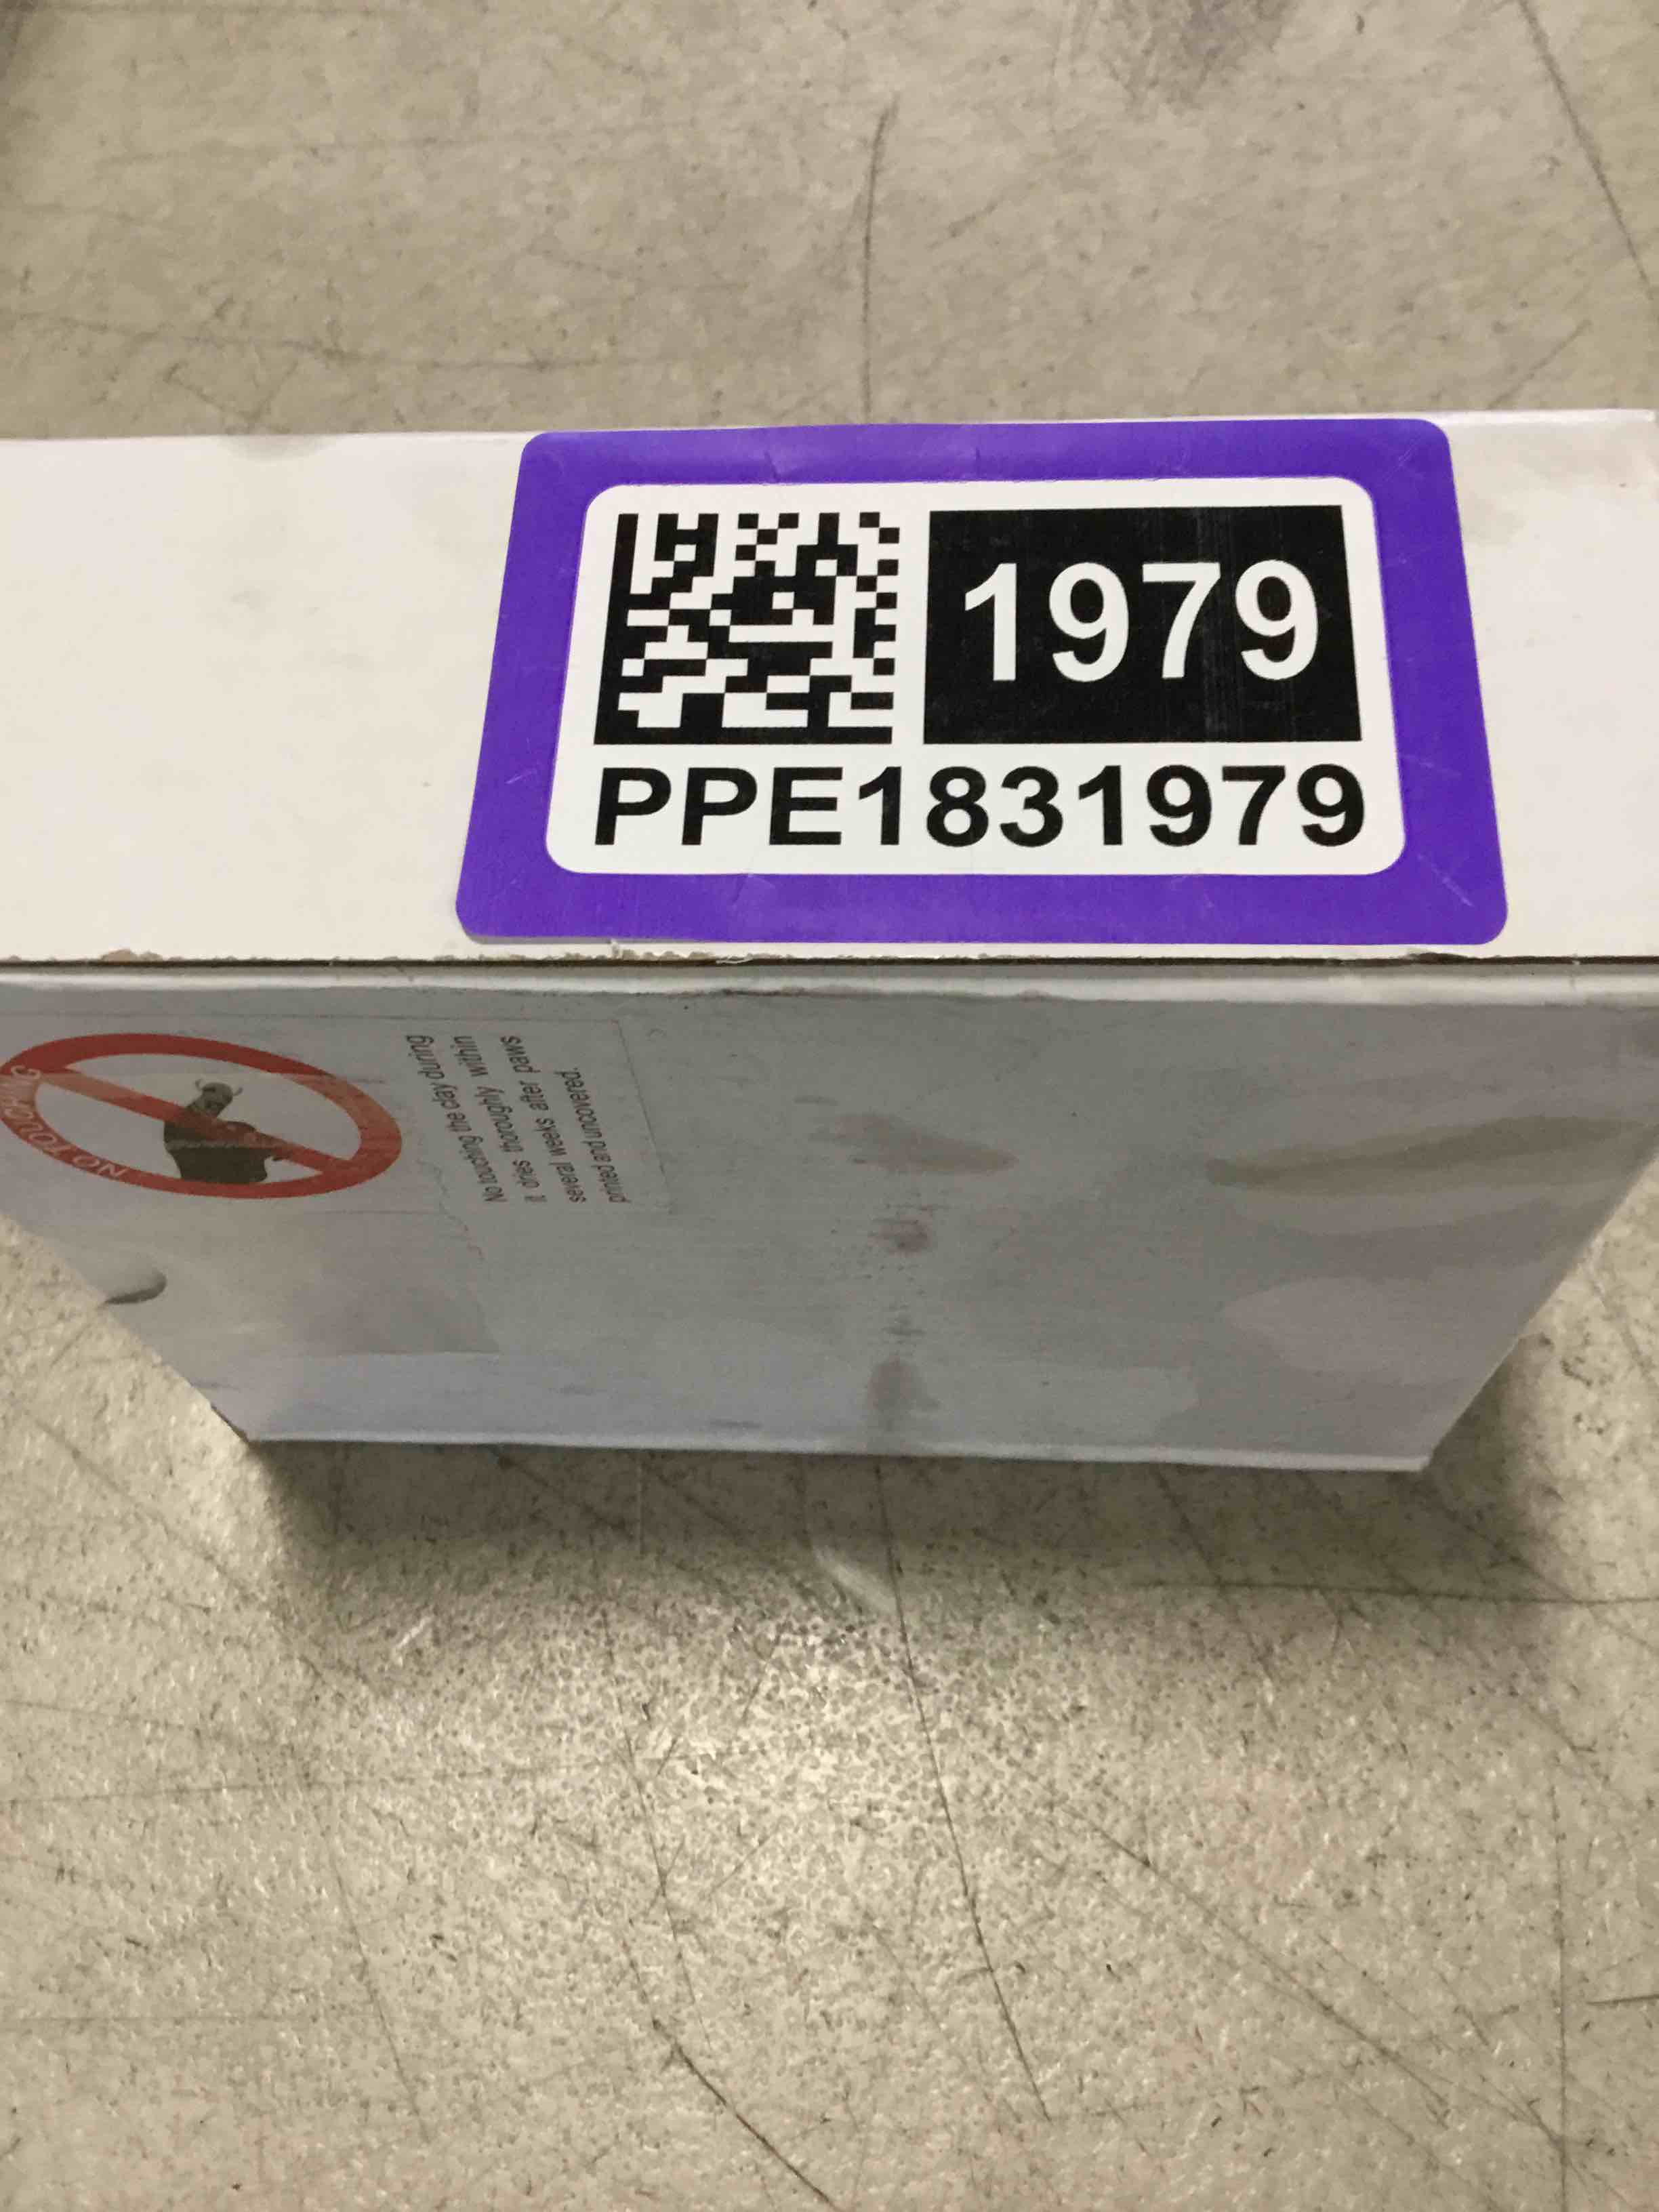 1979
PPE1831979
NO TOUCHING
No touching the clay during
it dries thoroughly within
several weeks after paws
printed and uncovered.